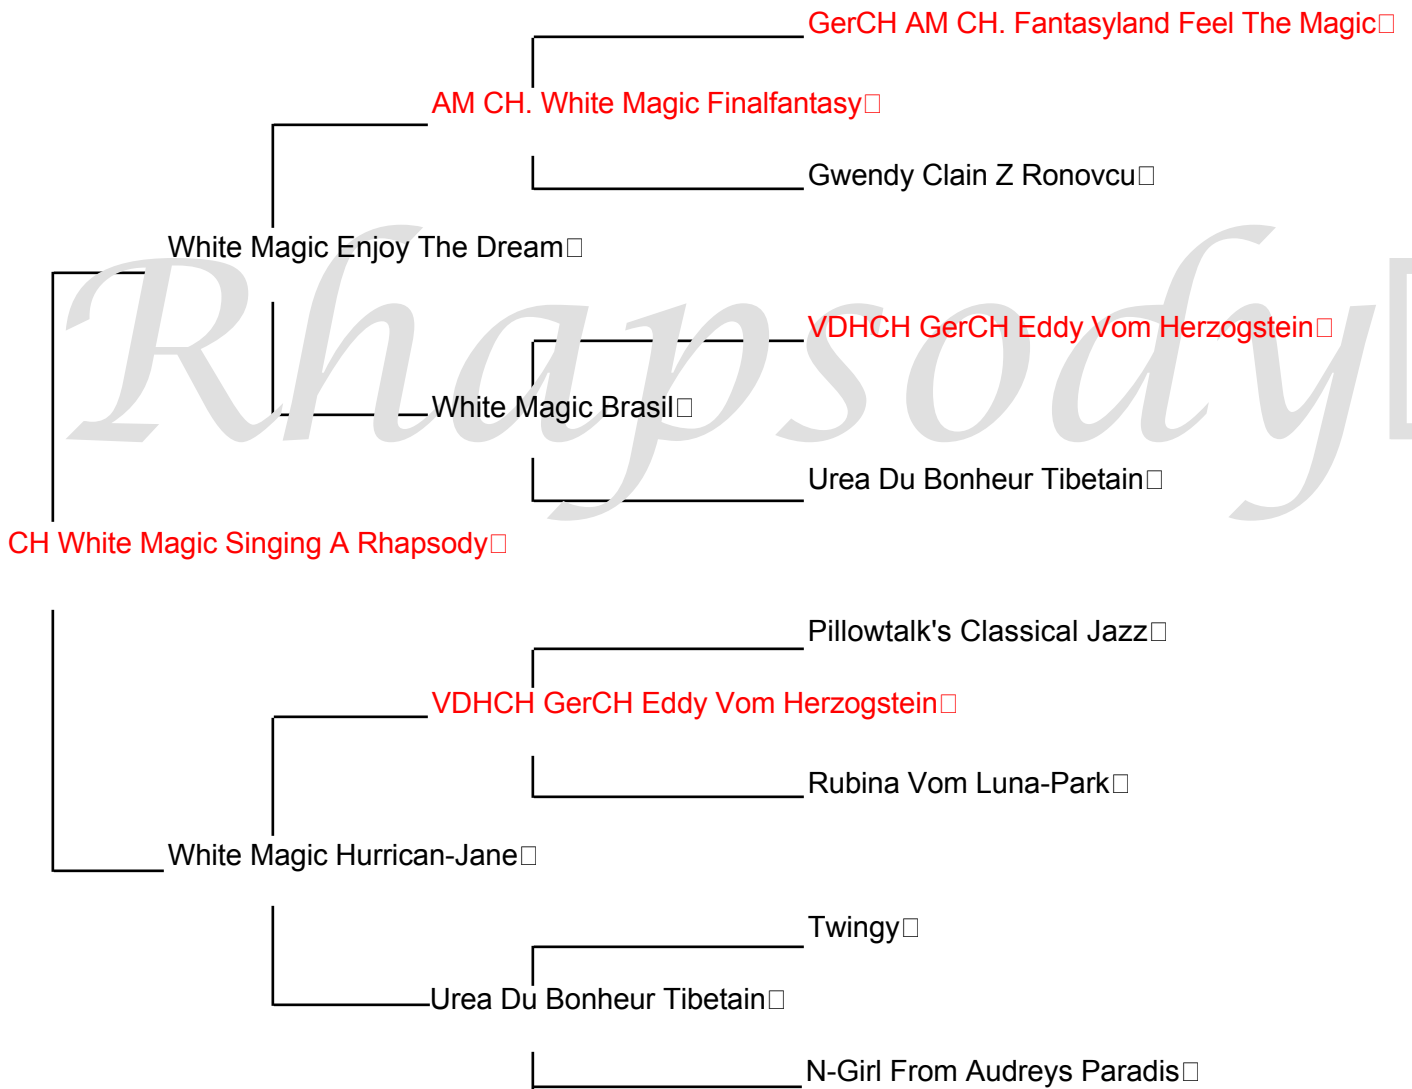 GerCH AM CH. Fantasyland Feel The Magic
AM CH. White Magic Finalfantasy
Gwendy Clain Z Ronovcu
White Magic Enjoy The Dream
Rhapsody
VDHCH GerCH Eddy Vom Herzogstein
White Magic Brasil
Urea Du Bonheur Tibetain
CH White Magic Singing A Rhapsody
Pillowtalk's Classical Jazz
VDHCH GerCH Eddy Vom Herzogstein
Rubina Vom Luna-Park
White Magic Hurrican-Jane
Twingy
Urea Du Bonheur Tibetain
N-Girl From Audreys Paradis